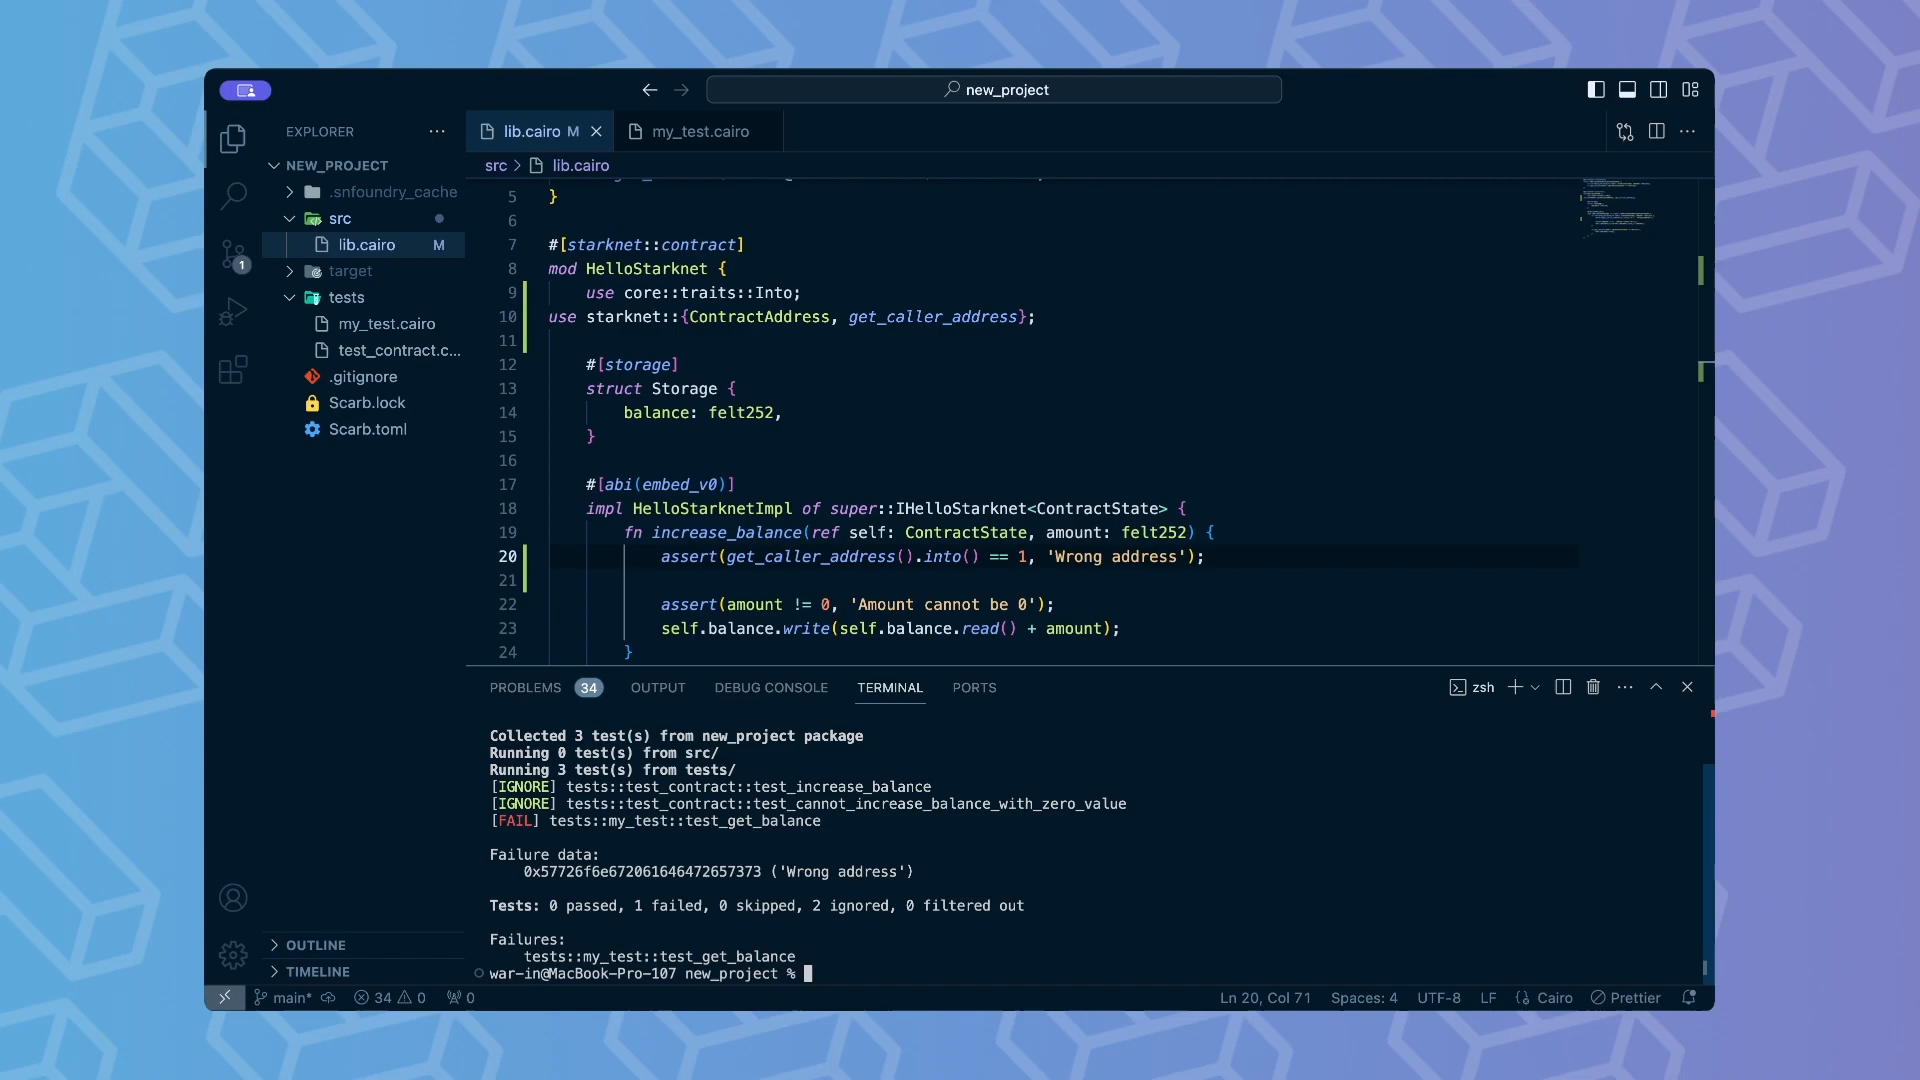 new_project
EXPLORER
NEW_PROJECT
.snfoundry_cache
src
lib.cairo M
target
tests
my_test.cairo
test_contract.c...
.gitignore
Scarb.lock
Scarb.toml
1
OUTLINE
TIMELINE
lib.cairo M
my_test.cairo
src > lib.cairo
5 }
6
7 #[starknet::contract]
8 mod HelloStarknet {
9 use core::traits::Into;
10 use starknet::{ContractAddress, get_caller_address};
11
12 #[storage]
13 struct Storage {
14 balance: felt252,
15 }
16
17 #[abi(embed_v0)]
18 impl HelloStarknetImpl of super::IHelloStarknet<ContractState> {
19 fn increase_balance(ref self: ContractState, amount: felt252) {
20 assert(get_caller_address().into() == 1, 'Wrong address');
21
22 assert(amount != 0, 'Amount cannot be 0');
23 self.balance.write(self.balance.read() + amount);
24 }
PROBLEMS 34 OUTPUT DEBUG CONSOLE TERMINAL PORTS
zsh
Collected 3 test(s) from new_project package
Running 0 test(s) from src/
Running 3 test(s) from tests/
[IGNORE] tests::test_contract::test_increase_balance
[IGNORE] tests::test_contract::test_cannot_increase_balance_with_zero_value
[FAIL] tests::my_test::test_get_balance
Failure data:
0x57726f6e672061646472657373 ('Wrong address')
Tests: 0 passed, 1 failed, 0 skipped, 2 ignored, 0 filtered out
Failures:
tests::my_test::test_get_balance
war-in@MacBook-Pro-107 new_project %
main* 34 0 0
Ln 20, Col 71 Spaces: 4 UTF-8 LF Cairo Prettier